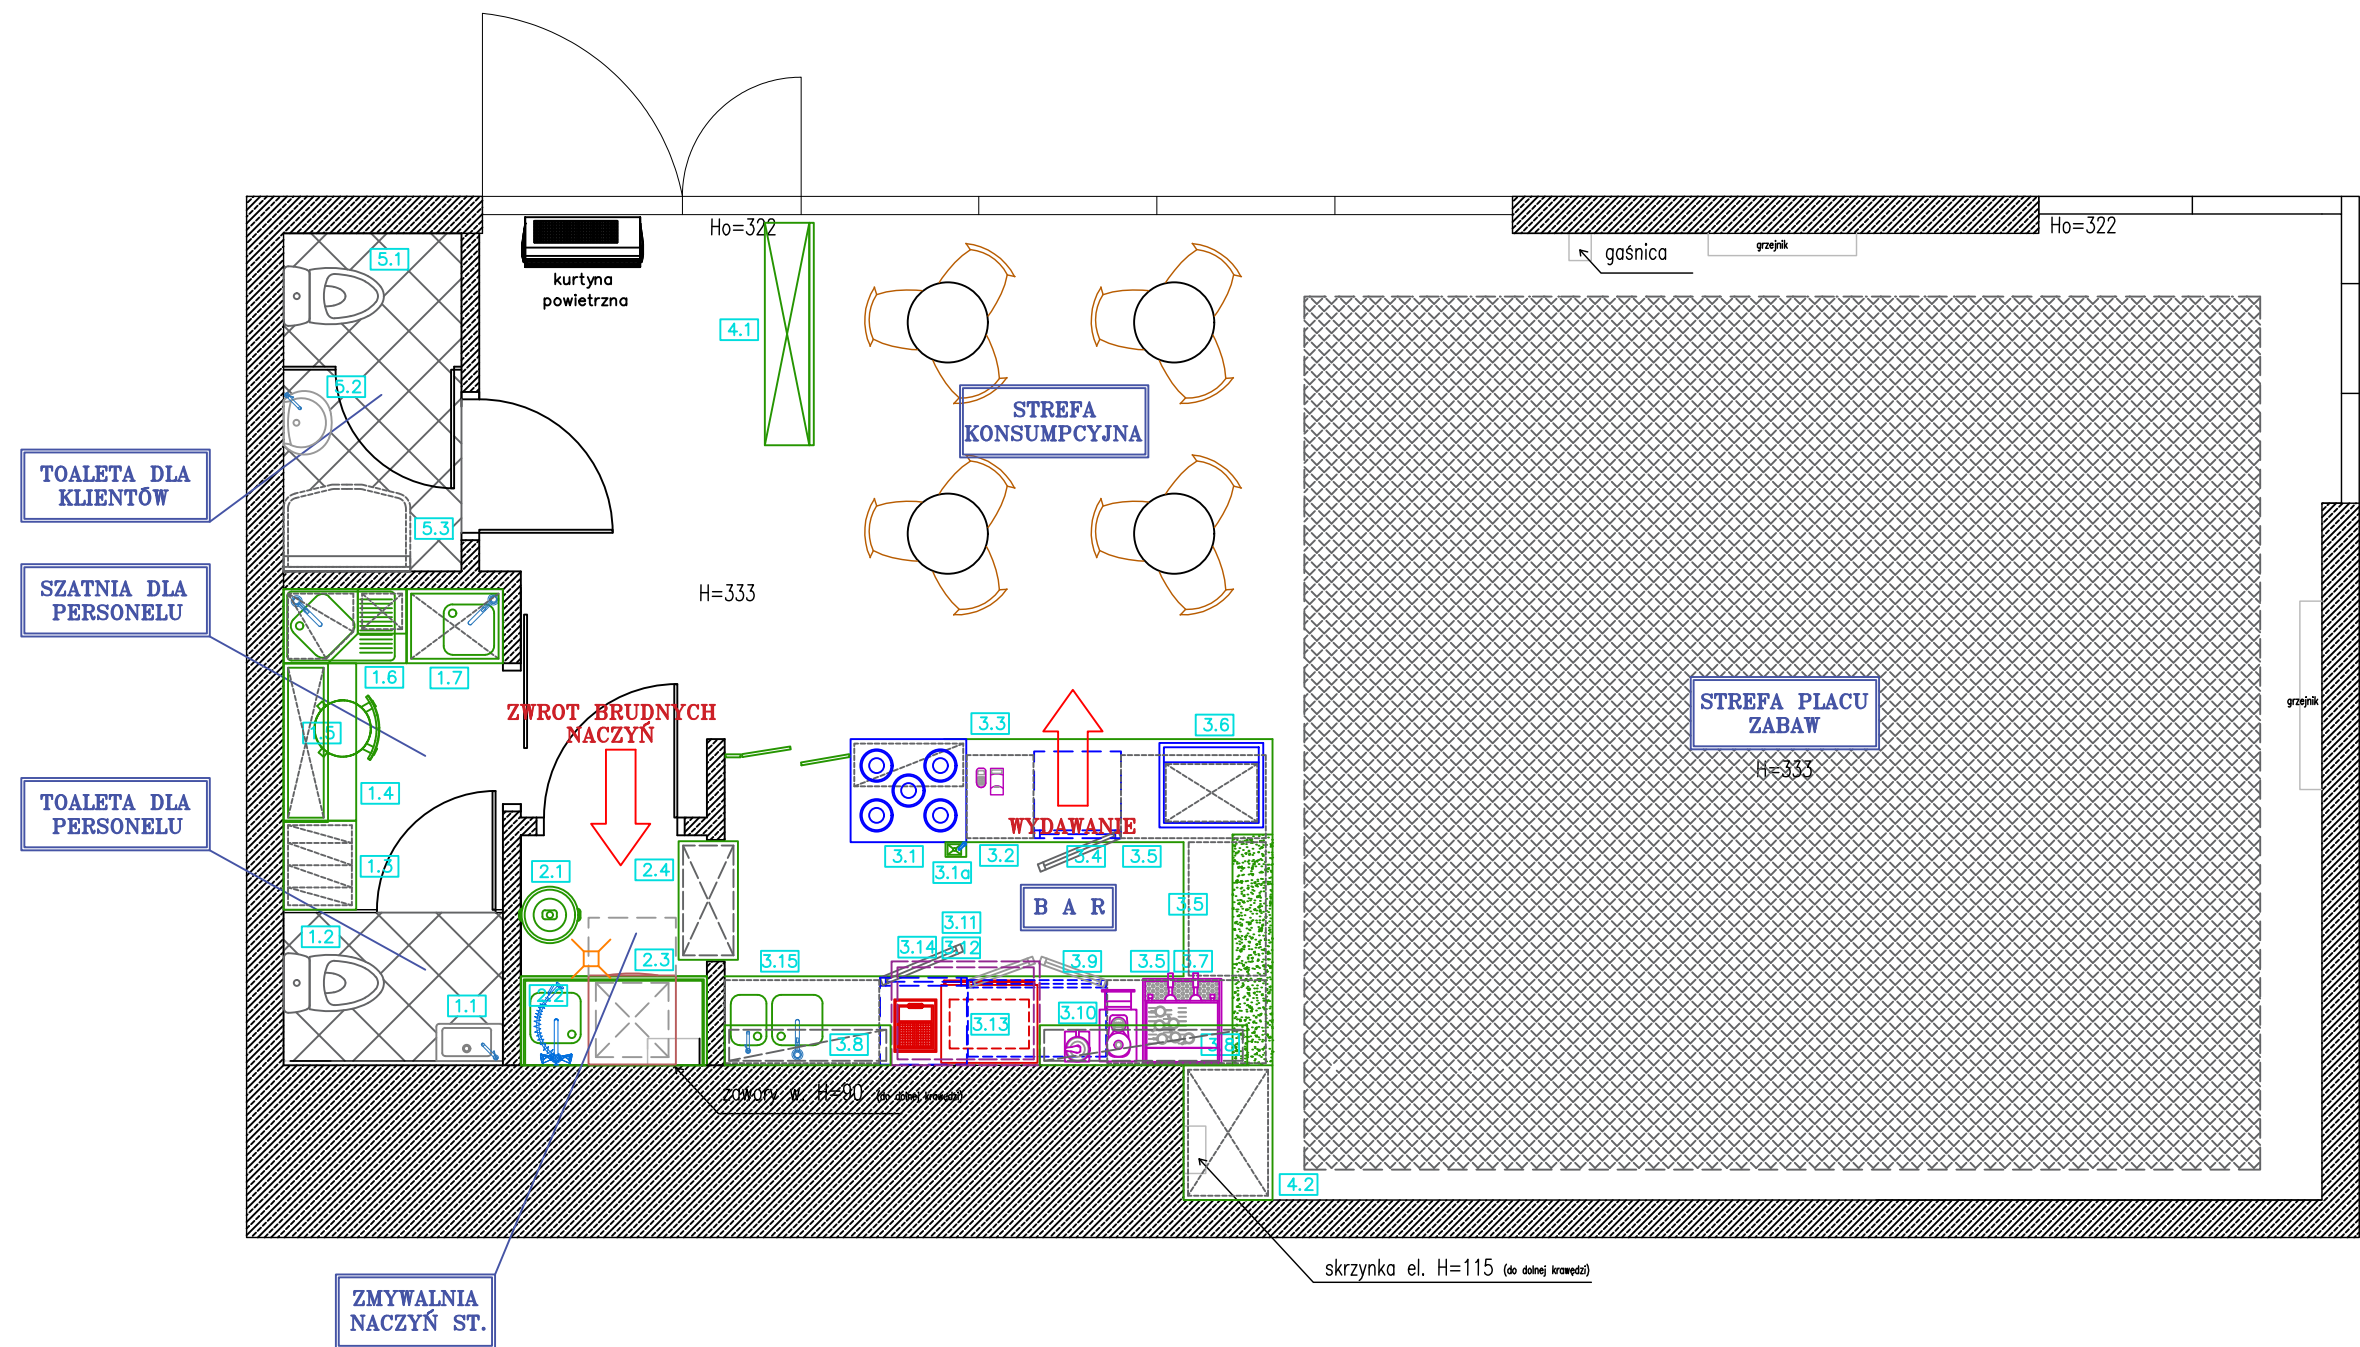 Ho=322
Ho=322
gaśnica
grzejnik
5.1
kurtyna
powietrzna
4.1
5.2
STREFA
KONSUMPCYJNA
TOALETA DLA
KLIENTÓW
5.3
SZATNIA DLA
PERSONELU
H=333
1.6
1.7
ZWROT BRUDNYCH
NACZYŃ
3.3
3.6
STREFA PLACU
ZABAW
grzejnik
1.5
H=333
1.4
TOALETA DLA
PERSONELU
WYDAWANIE
3.1
3.2
3.4
3.5
1.3
2.1
2.4
3.1a
B A R
3.5
1.2
3.11
3.14
3.12
2.3
3.15
3.9
3.5
3.7
1.1
2.2
3.10
3.13
3.8
3.8
zawory w. H=90 (do dolnej krawędzi)
4.2
skrzynka el. H=115 (do dolnej krawędzi)
ZMYWALNIA
NACZYŃ ST.